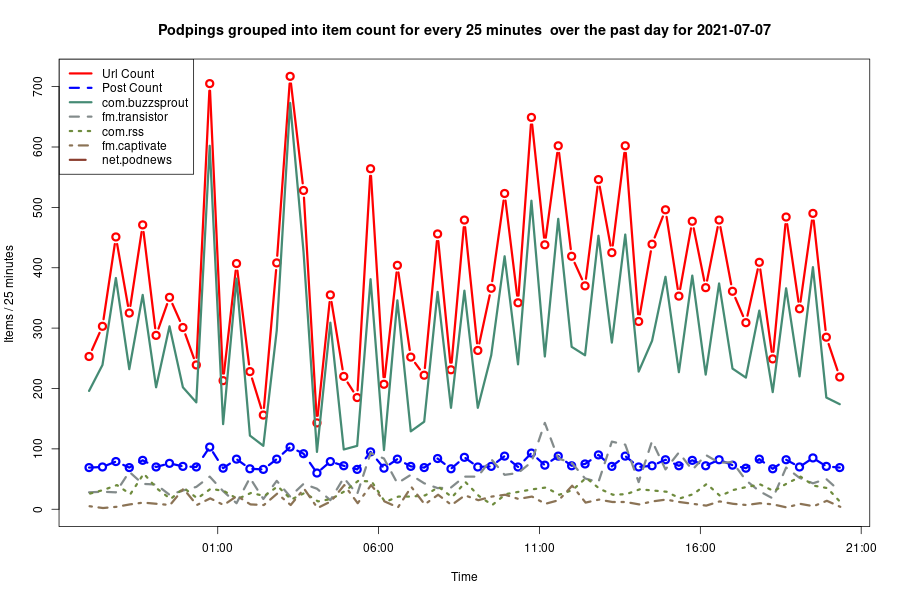 Podpings grouped into item count for every 25 minutes  over the past day for 2021-07-07
Url Count
Post Count
com.buzzsprout
fm.transistor
com.rss
fm.captivate
net.podnews
Items / 25 minutes
700
600
500
400
300
200
100
0
01:00
06:00
11:00
16:00
21:00
Time